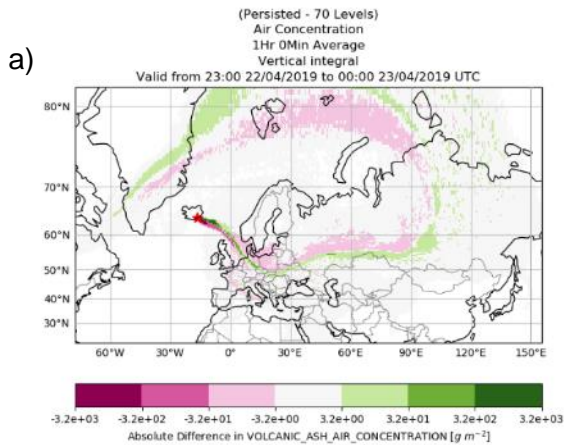 (Persisted - 70 Levels)
Air Concentration
1Hr 0Min Average
Vertical integral
Valid from 23:00 22/04/2019 to 00:00 23/04/2019 UTC
a)
80°N
70°N
60°N
50°N
40°N
30°N
60°W 30°W 0° 30°E 60°E 90°E 120°E 150°E
-3.2e+03 -3.2e+02 -3.2e+01 -3.2e+00 3.2e+00 3.2e+01 3.2e+02 3.2e+03
Absolute Difference in VOLCANIC_ASH_AIR_CONCENTRATION [g m⁻²]